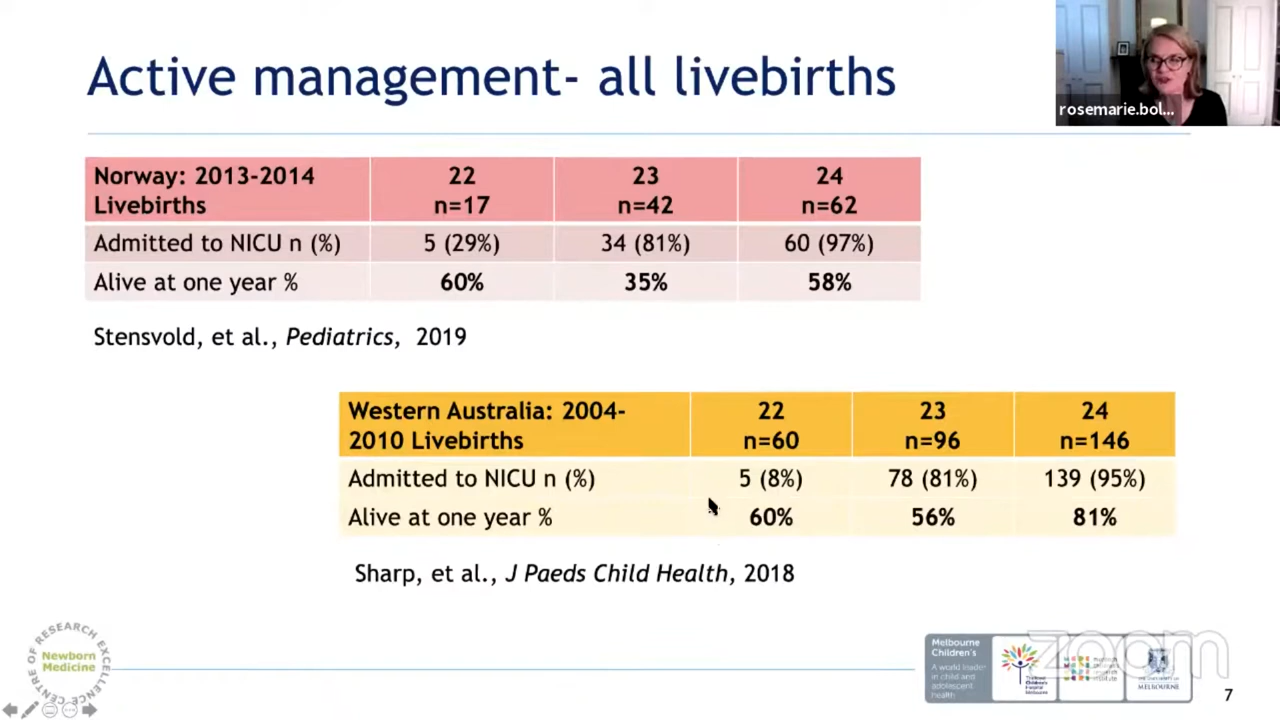 Active management- all livebirths
rosemarie.bol...
Norway: 2013-2014 Livebirths
22 n=17
23 n=42
24 n=62
Admitted to NICU n (%) 5 (29%) 34 (81%) 60 (97%)
Alive at one year % 60% 35% 58%
Stensvold, et al., Pediatrics, 2019
Western Australia: 2004-
2010 Livebirths
22 n=60
23 n=96
24 n=146
Admitted to NICU n (%) 5 (8%) 78 (81%) 139 (95%)
Alive at one year % 60% 56% 81%
Sharp, et al., J Paeds Child Health, 2018
CENTRE OF RESEARCH EXCELLENCE
Newborn
Medicine
Melbourne
Children's
A world leader
in child and
adolescent
health
MELBOURNE
zoom
7